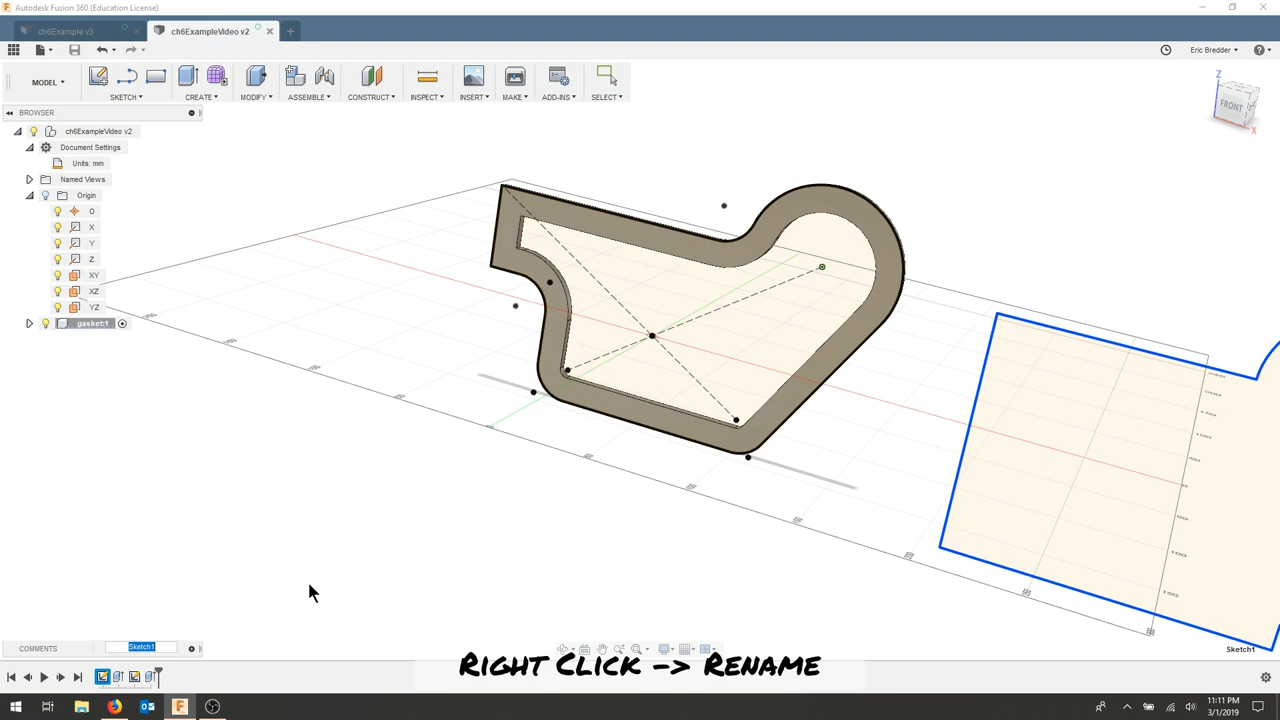 Autodesk Fusion 360 (Education License)
ch6Example v3
ch6ExampleVideo v2
Eric Bredder
MODEL
SKETCH
CREATE
MODIFY
ASSEMBLE
CONSTRUCT
INSPECT
INSERT
MAKE
ADD-INS
SELECT
Z
FRONT
X
BROWSER
ch6ExampleVideo v2
Document Settings
Units: mm
Named Views
Origin
O
X
Y
Z
XY
XZ
YZ
gasket:1
COMMENTS
Sketch1
Sketch1
RIGHT CLICK -> RENAME
11:11 PM
3/1/2019